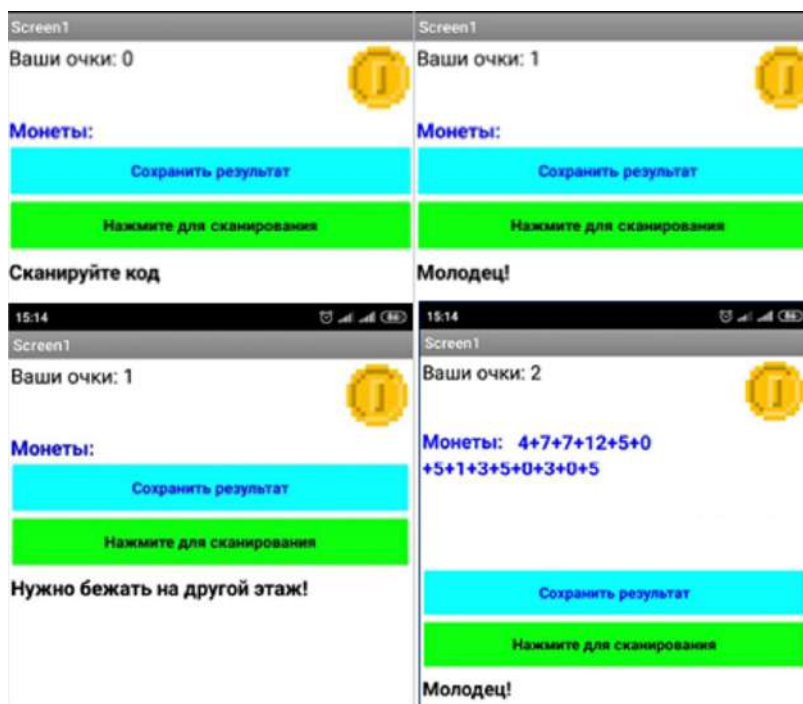 Screen1
Ваши очки: 0
Монеты:
Сохранить результат
Нажмите для сканирования
Сканируйте код
Screen1
Ваши очки: 1
Монеты:
Сохранить результат
Нажмите для сканирования
Молодец!
15:14
Screen1
Ваши очки: 1
Монеты:
Сохранить результат
Нажмите для сканирования
Нужно бежать на другой этаж!
15:14
Screen1
Ваши очки: 2
Монеты: 4+7+7+12+5+0
+5+1+3+5+0+3+0+5
Сохранить результат
Нажмите для сканирования
Молодец!